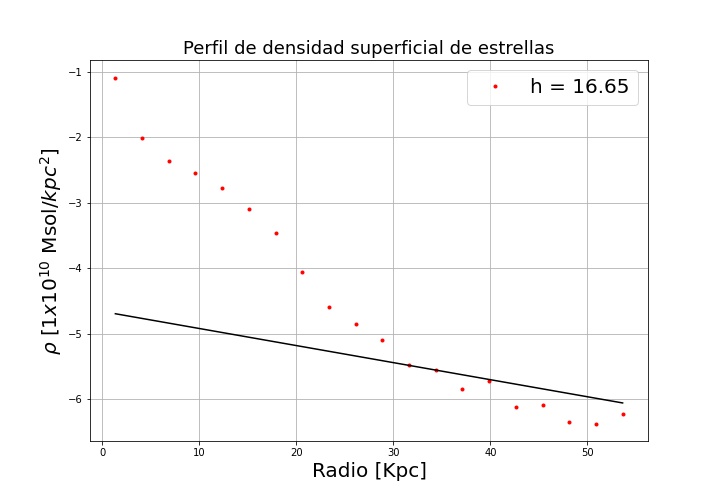 Perfil de densidad superficial de estrellas
h = 16.65
ρ [1x10^10 Msol/kpc^2]
−1
−2
−3
−4
−5
−6
0 10 20 30 40 50
Radio [Kpc]